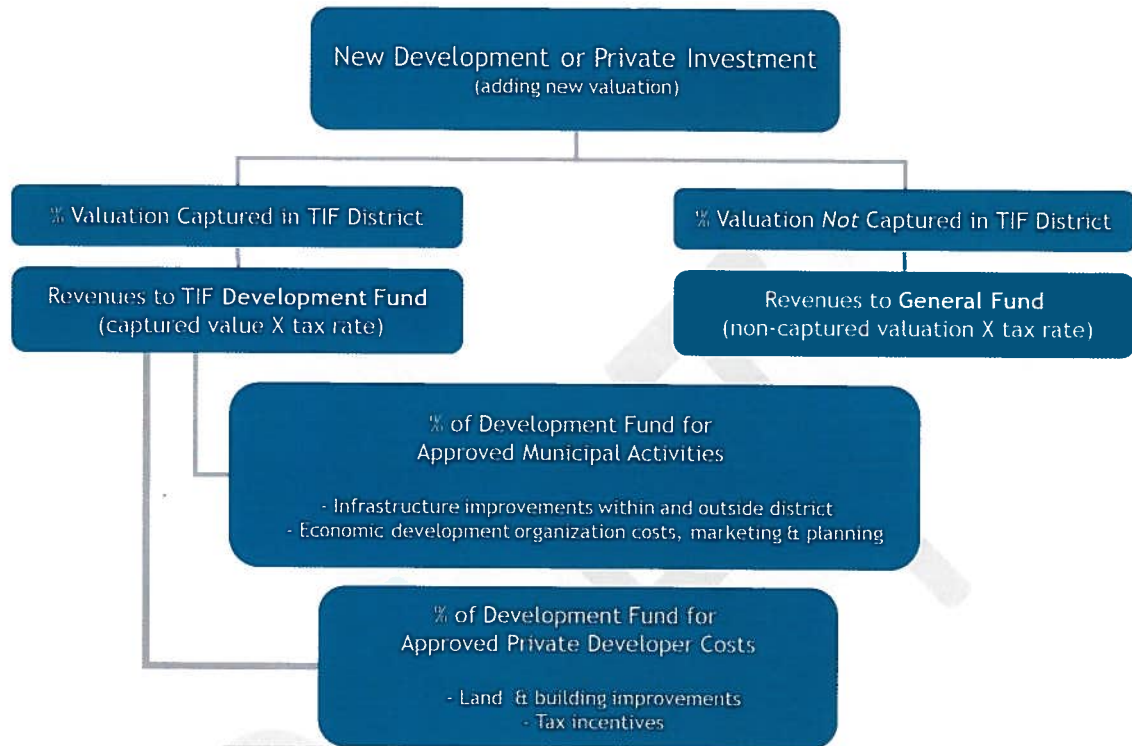 New Development or Private Investment
(adding new valuation)
% Valuation Captured in TIF District
% Valuation Not Captured in TIF District
Revenues to TIF Development Fund
(captured value X tax rate)
Revenues to General Fund
(non-captured valuation X tax rate)
% of Development Fund for
Approved Municipal Activities
- Infrastructure improvements within and outside district
- Economic development organization costs, marketing & planning
% of Development Fund for
Approved Private Developer Costs
- Land & building improvements
- Tax incentives